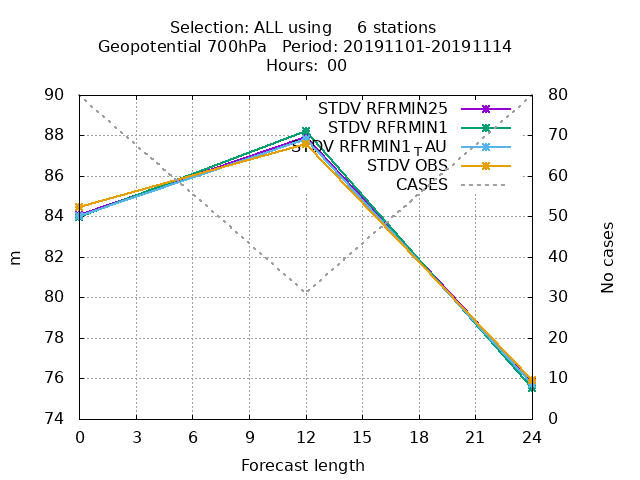 Selection: ALL using 6 stations
Geopotential 700hPa Period: 20191101-20191114
Hours: 00
90
88
86
84
82
80
78
76
74
m
STDV RFRMIN25
STDV RFRMIN1
STDV RFRMIN1TAU
STDV OBS
CASES
80
70
60
50
40
30
20
10
0
No cases
0 3 6 9 12 15 18 21 24
Forecast length